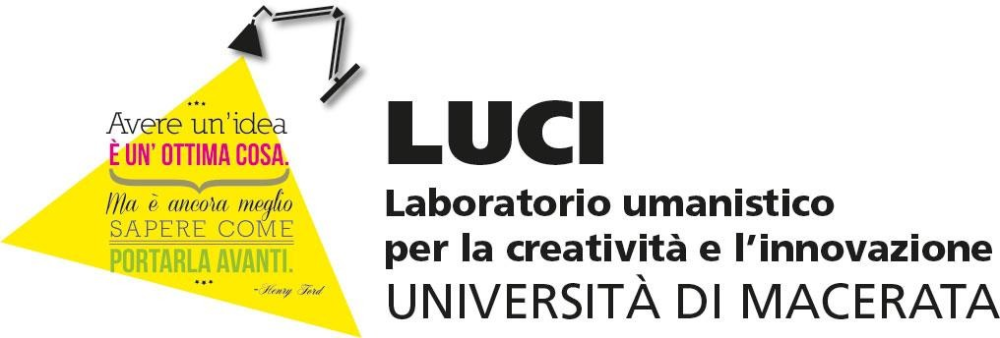 Avere un'idea
È UN' OTTIMA COSA.
Ma è ancora meglio
SAPERE COME
PORTARLA AVANTI.
-Henry Ford
LUCI
Laboratorio umanistico
per la creatività e l'innovazione
UNIVERSITÀ DI MACERATA